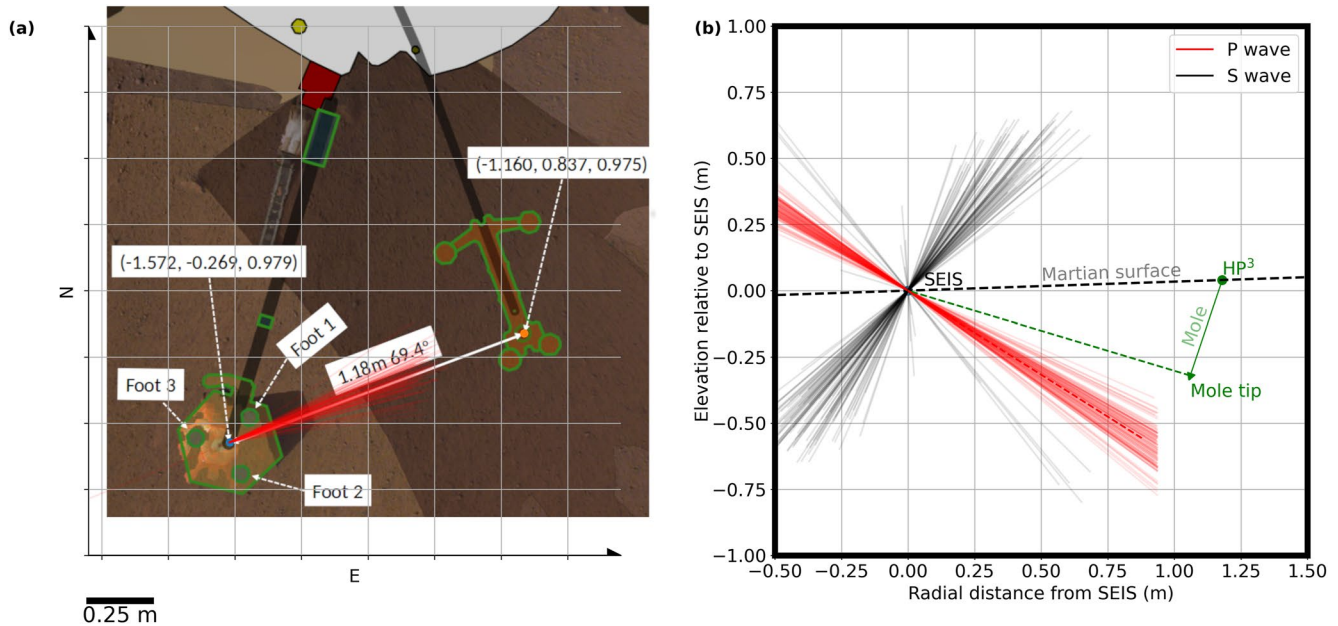 (a)
(-1.160, 0.837, 0.975)
(-1.572, -0.269, 0.979)
Foot 1
1.18m 69.4°
Foot 3
Foot 2
N
E
0.25 m
(b)
P wave
S wave
1.00
0.75
0.50
0.25
0.00
−0.25
−0.50
−0.75
−1.00
Elevation relative to SEIS (m)
SEIS
Martian surface
HP³
Mole
Mole tip
−0.50 −0.25 0.00 0.25 0.50 0.75 1.00 1.25 1.50
Radial distance from SEIS (m)